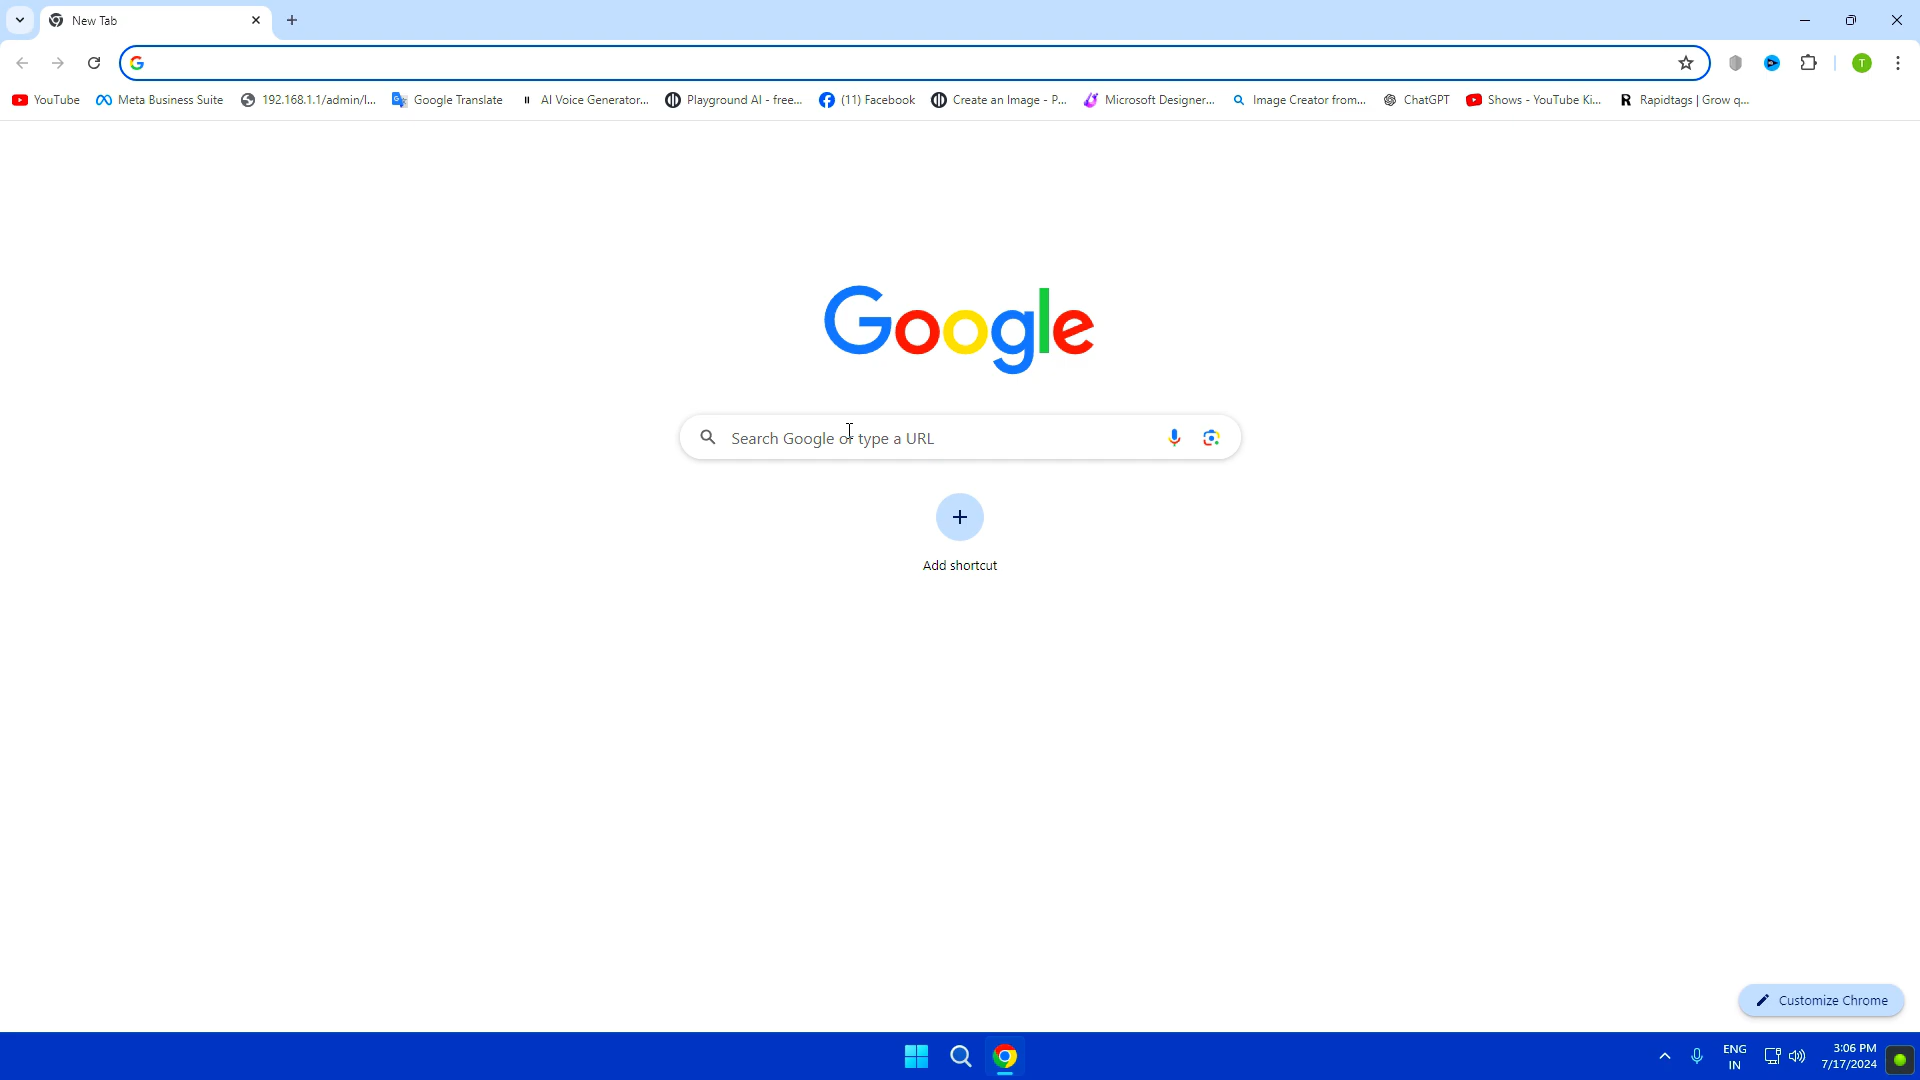 New Tab
YouTube Meta Business Suite 192.168.1.1/admin/l... Google Translate AI Voice Generator... Playground AI - free... (11) Facebook Create an Image - P... Microsoft Designer... Image Creator from... ChatGPT Shows - YouTube Ki... Rapidtags | Grow q...
T
Google
Search Google or type a URL
Add shortcut
Customize Chrome
ENG
IN
3:06 PM
7/17/2024